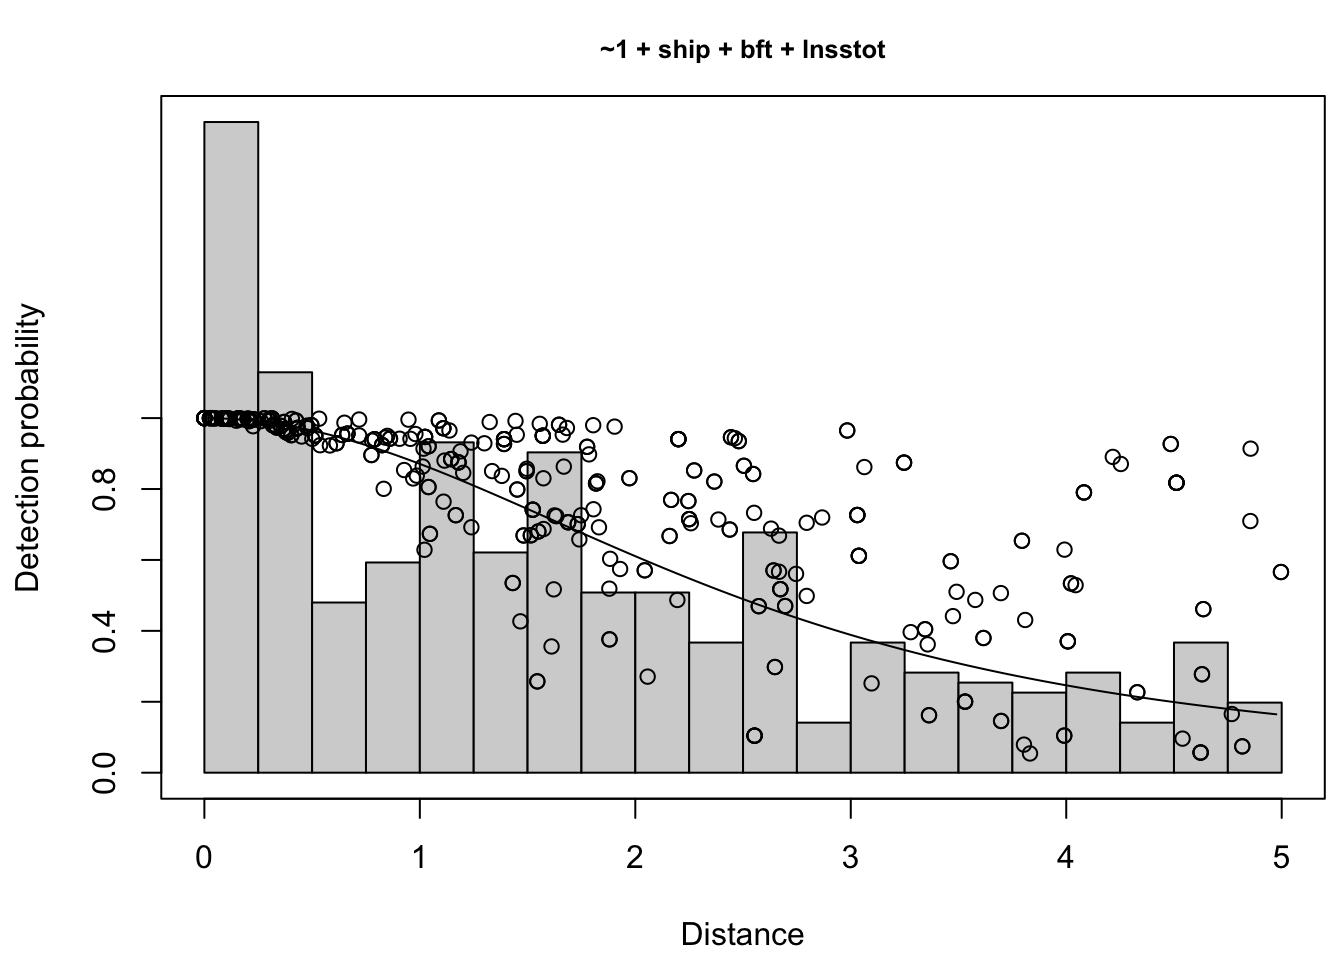 ~1 + ship + bft + lnsstot
Detection probability
0.8
0.4
0.0
0 1 2 3 4 5
Distance